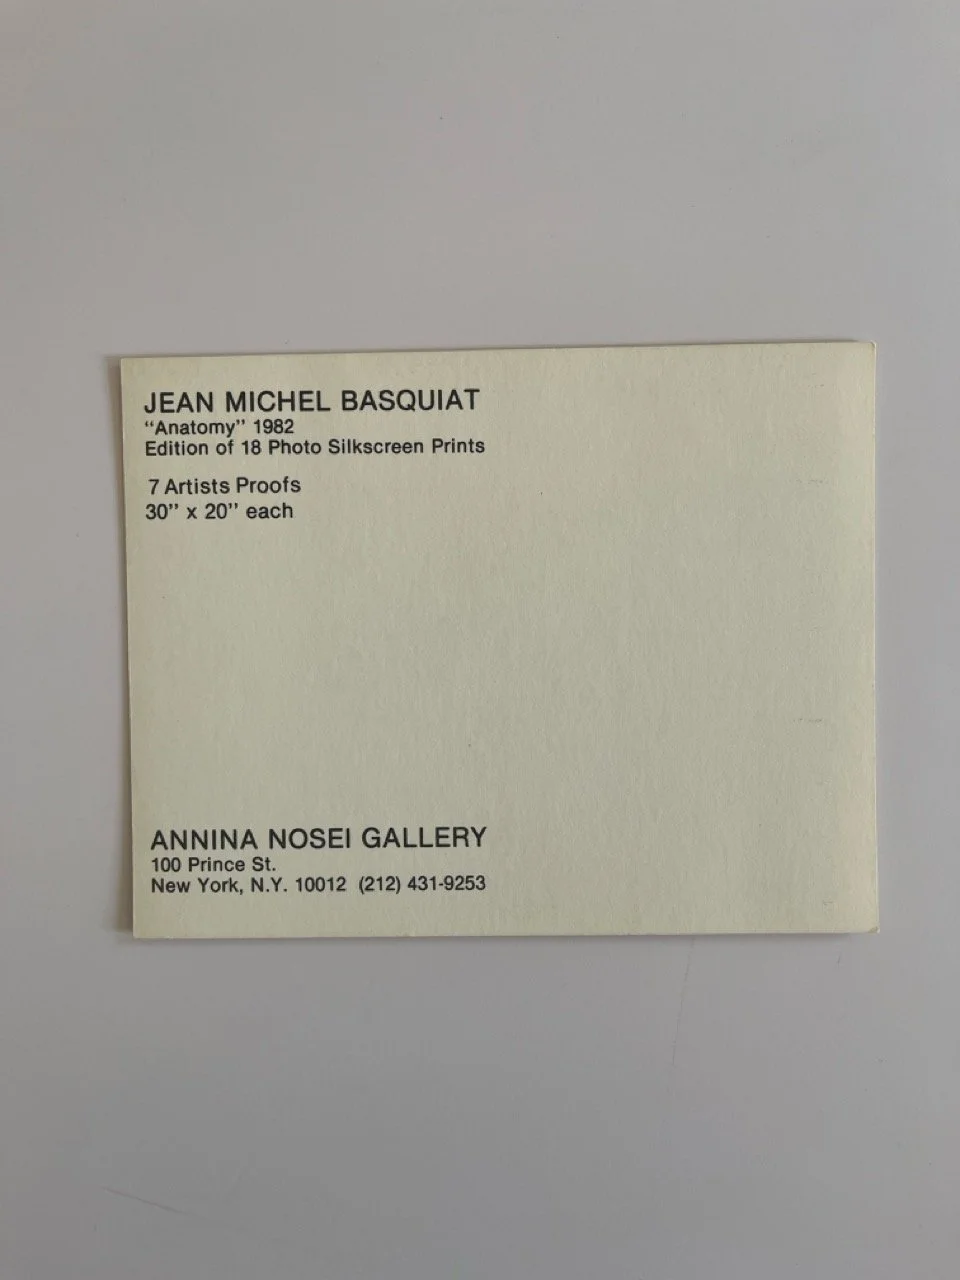 JEAN MICHEL BASQUIAT
“Anatomy” 1982
Edition of 18 Photo Silkscreen Prints
7 Artists Proofs
30’’ x 20’’ each
ANNINA NOSEI GALLERY
100 Prince St.
New York, N.Y. 10012 (212) 431-9253